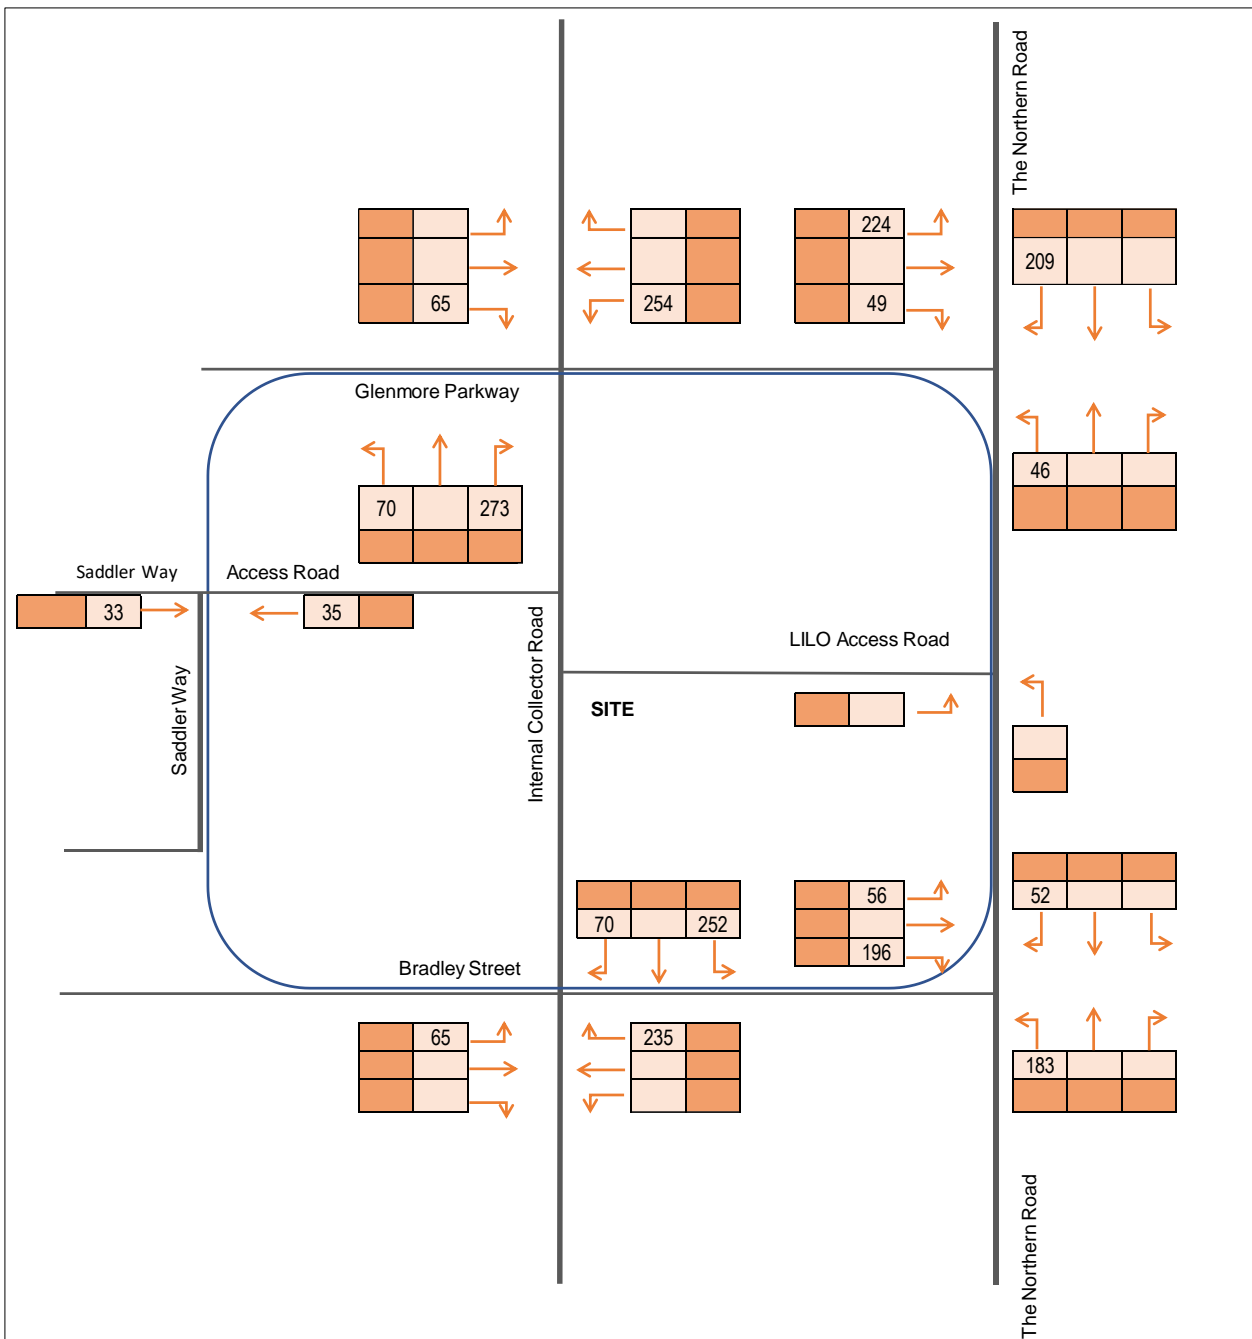 The Northern Road
224
209
65
254
49
Glenmore Parkway
46
70
273
Saddler Way
Access Road
33
35
Internal Collector Road
LILO Access Road
Saddler Way
SITE
56
52
70
252
196
Bradley Street
65
235
183
The Northern Road